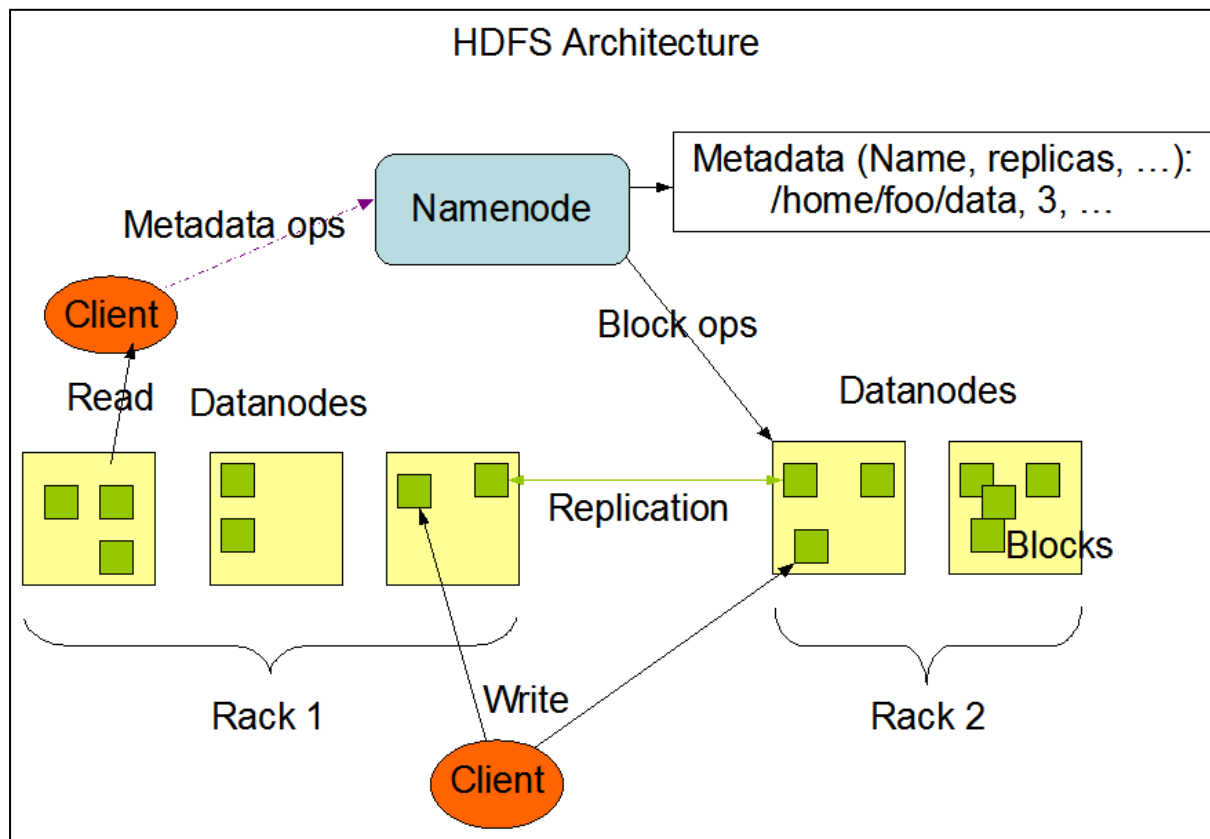 HDFS Architecture
Metadata (Name, replicas, …):
/home/foo/data, 3, …
Namenode
Metadata ops
Client
Block ops
Read
Datanodes
Datanodes
Replication
Blocks
Rack 1
Write
Rack 2
Client